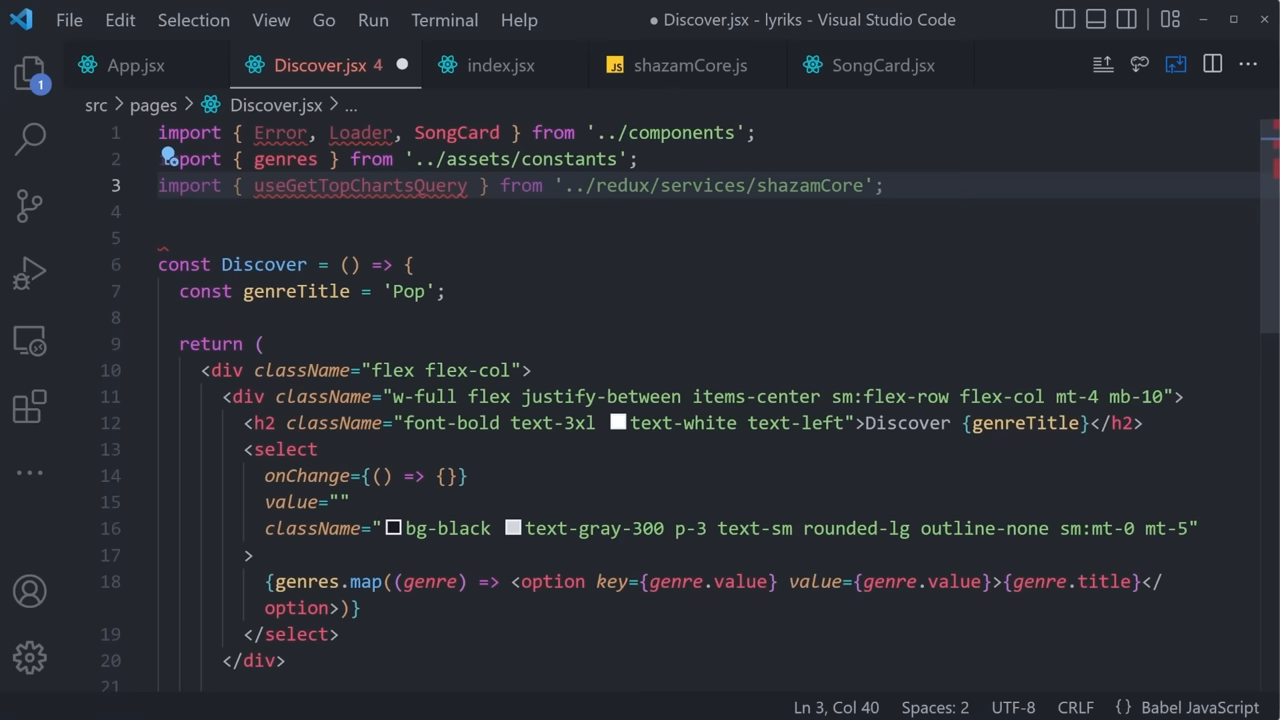 File Edit Selection View Go Run Terminal Help ● Discover.jsx - lyriks - Visual Studio Code
1
App.jsx Discover.jsx 4 index.jsx JS shazamCore.js SongCard.jsx
src > pages > Discover.jsx > ...
1 import { Error, Loader, SongCard } from '../components';
2 import { genres } from '../assets/constants';
3 import { useGetTopChartsQuery } from '../redux/services/shazamCore';
4
5
6 const Discover = () => {
7 const genreTitle = 'Pop';
8
9 return (
10 <div className="flex flex-col">
11 <div className="w-full flex justify-between items-center sm:flex-row flex-col mt-4 mb-10">
12 <h2 className="font-bold text-3xl text-white text-left">Discover {genreTitle}</h2>
13 <select
14 onChange={() => {}}
15 value=""
16 className="bg-black text-gray-300 p-3 text-sm rounded-lg outline-none sm:mt-0 mt-5"
17 >
18 {genres.map((genre) => <option key={genre.value} value={genre.value}>{genre.title}</
option>)}
19 </select>
20 </div>
21
Ln 3, Col 40 Spaces: 2 UTF-8 CRLF {} Babel JavaScript